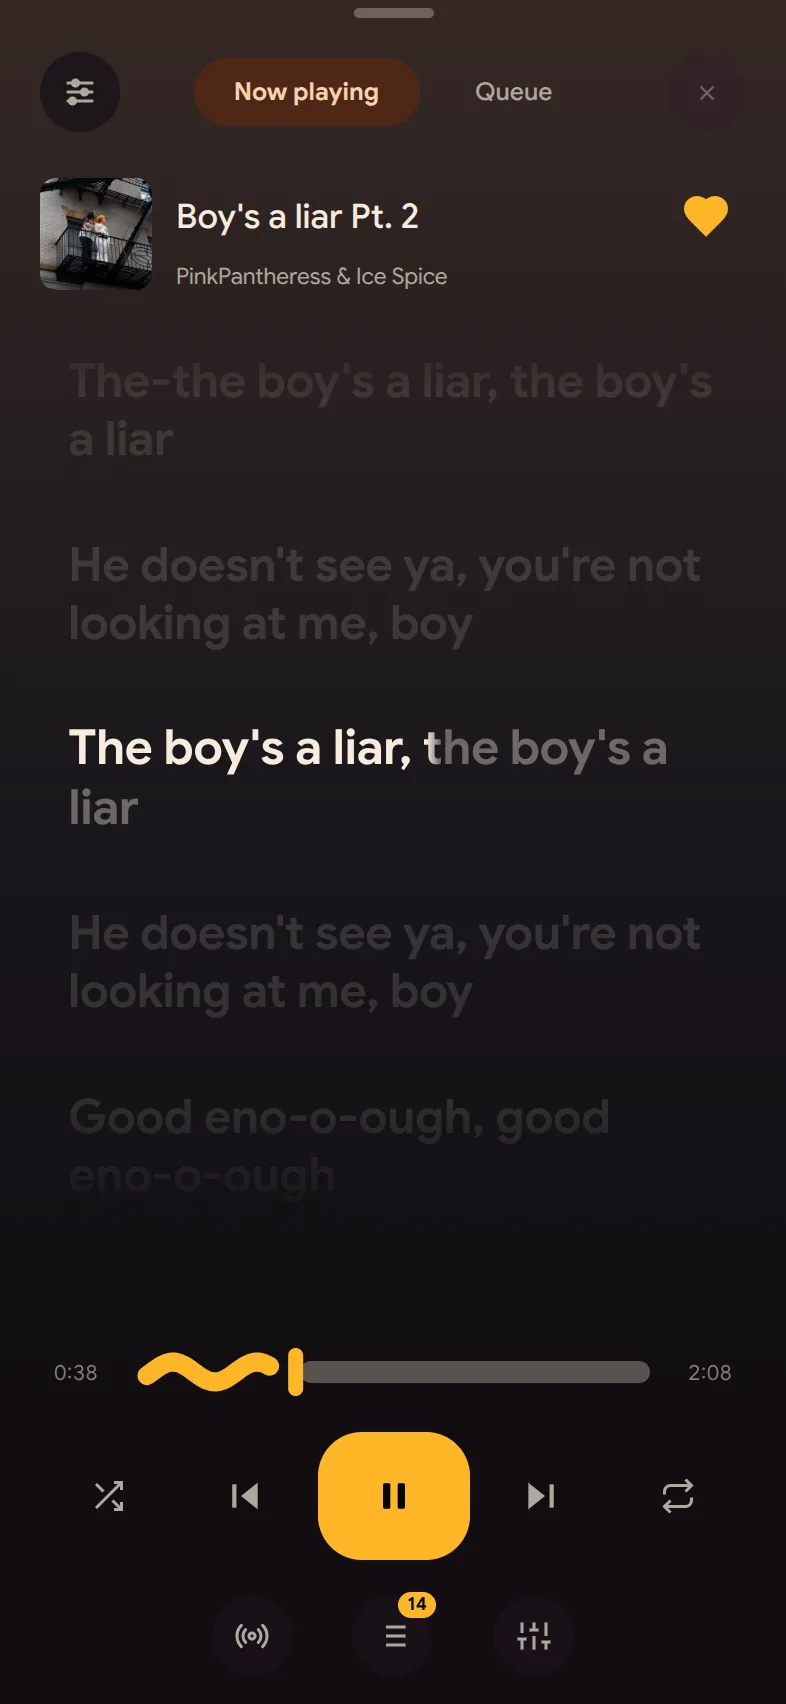 Now playing
Queue
Boy's a liar Pt. 2
PinkPantheress & Ice Spice
The-the boy's a liar, the boy's
a liar
He doesn't see ya, you're not
looking at me, boy
The boy's a liar, the boy's a
liar
He doesn't see ya, you're not
looking at me, boy
Good eno-o-ough, good
eno-o-ough
0:38
2:08
14